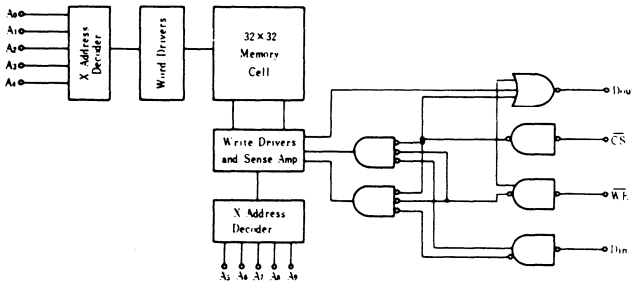 A₀
A₁
A₂
A₃
A₄
X Address
Decoder
Word Drivers
32×32
Memory
Cell
Write Drivers
and Sense Amp
X Address
Decoder
A₅ A₆ A₇ A₈ A₉
Dout
CS
WE
Din